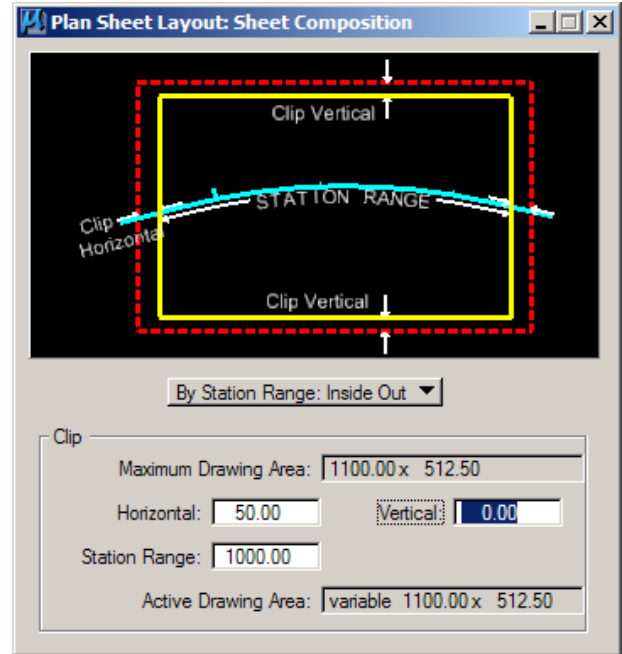 Plan Sheet Layout: Sheet Composition
Clip Vertical
STATION RANGE
Clip
Horizontal
Clip Vertical
By Station Range: Inside Out
Clip
Maximum Drawing Area: 1100.00 x 512.50
Horizontal: 50.00 Vertical: 0.00
Station Range: 1000.00
Active Drawing Area: variable 1100.00 x 512.50